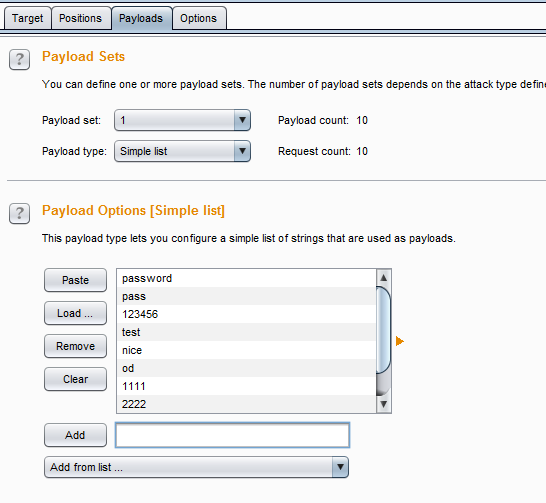 Target Positions Payloads Options
? Payload Sets
You can define one or more payload sets. The number of payload sets depends on the attack type define
Payload set: 1 Payload count: 10
Payload type: Simple list Request count: 10
? Payload Options [Simple list]
This payload type lets you configure a simple list of strings that are used as payloads.
Paste password
pass
Load ... 123456
test
Remove nice
od
Clear 1111
2222
Add
Add from list ...